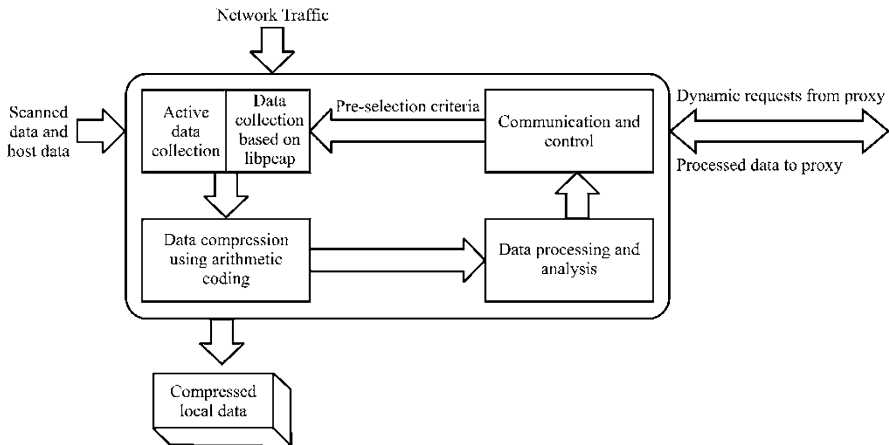 Network Traffic
Scanned
data and
host data
Active
data
collection
Data
collection
based on
libpcap
Pre-selection criteria
Communication and
control
Dynamic requests from proxy
Processed data to proxy
Data compression
using arithmetic
coding
Data processing and
analysis
Compressed
local data